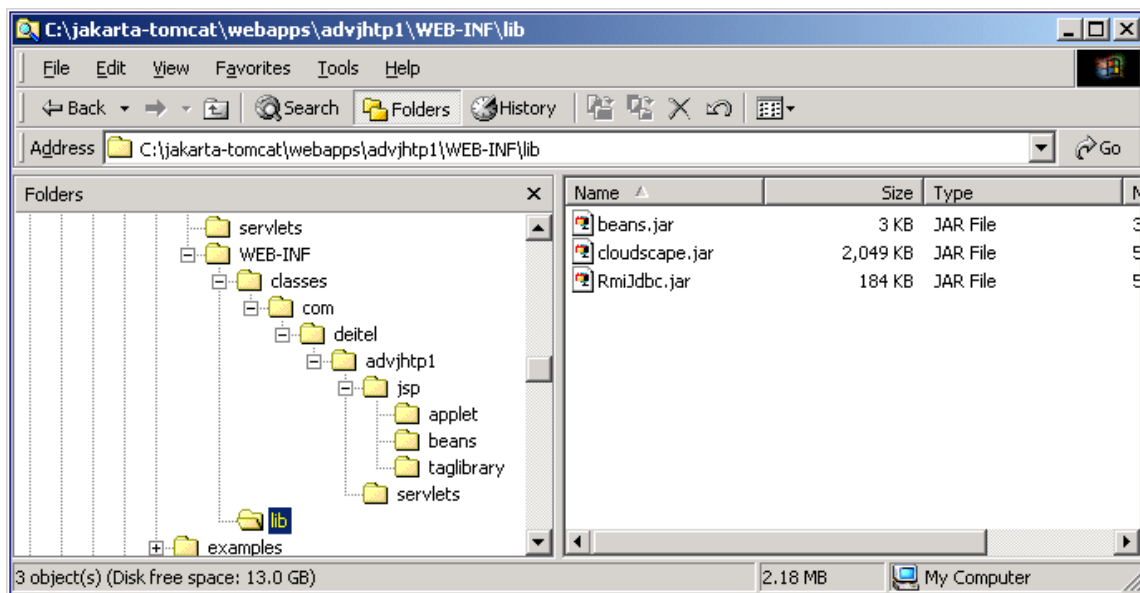 C:\jakarta-tomcat\webapps\advjhtp1\WEB-INF\lib
File Edit View Favorites Tools Help
Back Search Folders History
Address C:\jakarta-tomcat\webapps\advjhtp1\WEB-INF\lib Go
Folders Name Size Type
servlets beans.jar 3 KB JAR File
WEB-INF cloudscape.jar 2,049 KB JAR File
classes RmiJdbc.jar 184 KB JAR File
com
deitel
advjhtp1
jsp
applet
beans
taglibrary
servlets
lib
examples
3 object(s) (Disk free space: 13.0 GB) 2.18 MB My Computer